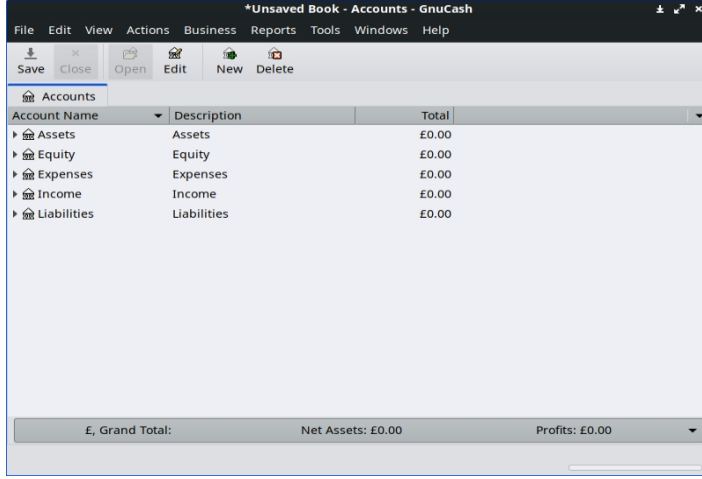 *Unsaved Book - Accounts - GnuCash
File Edit View Actions Business Reports Tools Windows Help
Save Close Open Edit New Delete
Accounts
Account Name Description Total
Assets Assets £0.00
Equity Equity £0.00
Expenses Expenses £0.00
Income Income £0.00
Liabilities Liabilities £0.00
£, Grand Total: Net Assets: £0.00 Profits: £0.00